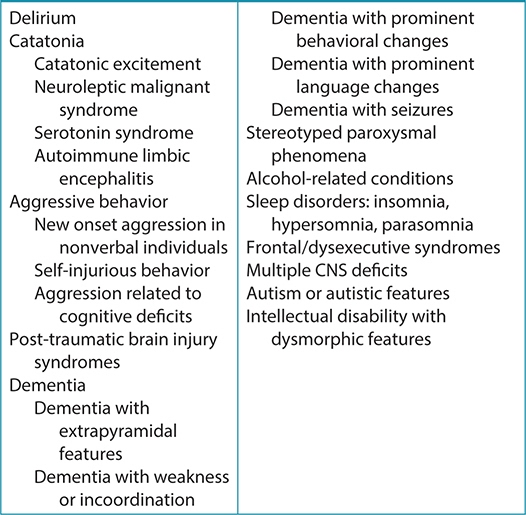 Delirium
Catatonia
Catatonic excitement
Neuroleptic malignant
syndrome
Serotonin syndrome
Autoimmune limbic
encephalitis
Aggressive behavior
New onset aggression in
nonverbal individuals
Self-injurious behavior
Aggression related to
cognitive deficits
Post-traumatic brain injury
syndromes
Dementia
Dementia with
extrapyramidal
features
Dementia with weakness
or incoordination
Dementia with prominent
behavioral changes
Dementia with prominent
language changes
Dementia with seizures
Stereotyped paroxysmal
phenomena
Alcohol-related conditions
Sleep disorders: insomnia,
hypersomnia, parasomnia
Frontal/dysexecutive syndromes
Multiple CNS deficits
Autism or autistic features
Intellectual disability with
dysmorphic features